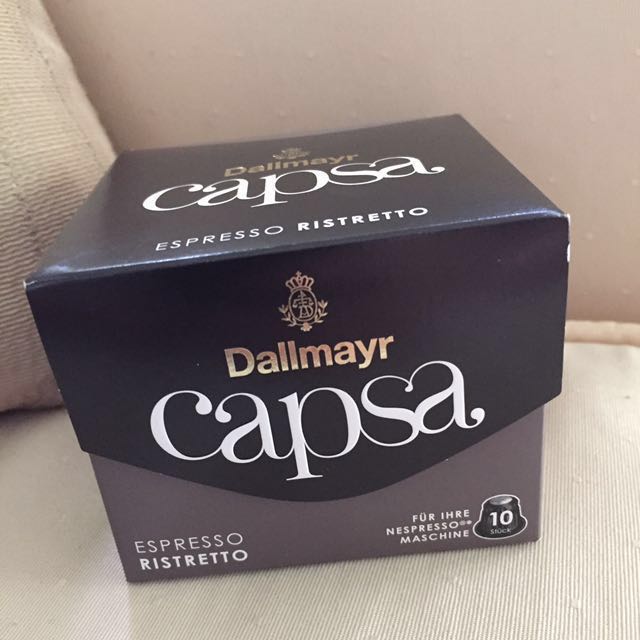 Dallmayr
capsa
ESPRESSO RISTRETTO
Dallmayr
capsa
ESPRESSO
RISTRETTO
FÜR IHRE
NESPRESSO®*
MASCHINE
10
Stück